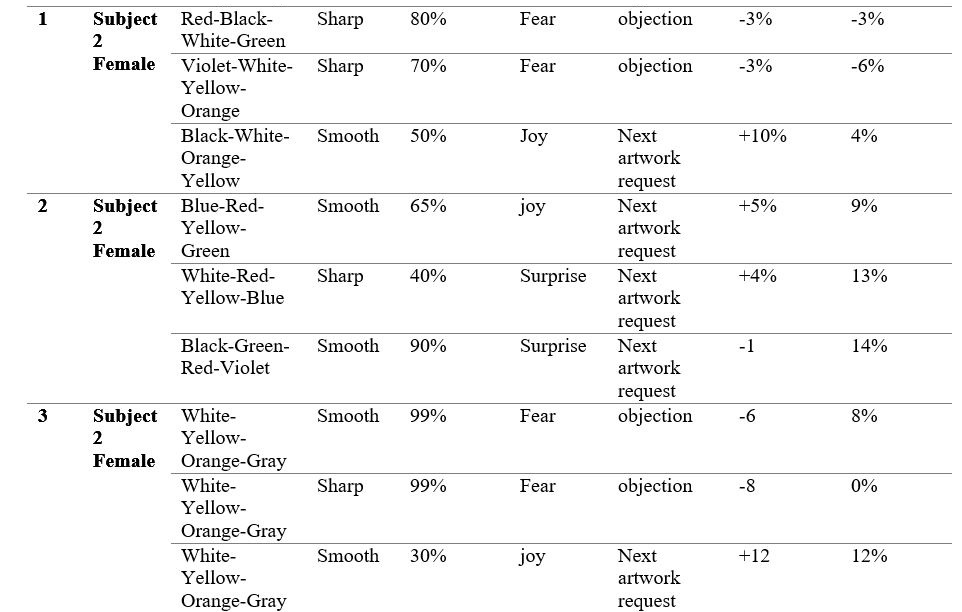 1 Subject Red-Black- Sharp 80% Fear objection -3% -3%
2 White-Green
Female Violet-White- Sharp 70% Fear objection -3% -6%
Yellow-
Orange
Black-White- Smooth 50% Joy Next +10% 4%
Orange- artwork
Yellow request
2 Subject Blue-Red- Smooth 65% joy Next +5% 9%
2 Yellow- artwork
Female Green request
White-Red- Sharp 40% Surprise Next +4% 13%
Yellow-Blue artwork
request
Black-Green- Smooth 90% Surprise Next -1 14%
Red-Violet artwork
request
3 Subject White- Smooth 99% Fear objection -6 8%
2 Yellow-
Female Orange-Gray
White- Sharp 99% Fear objection -8 0%
Yellow-
Orange-Gray
White- Smooth 30% joy Next +12 12%
Yellow- artwork
Orange-Gray request